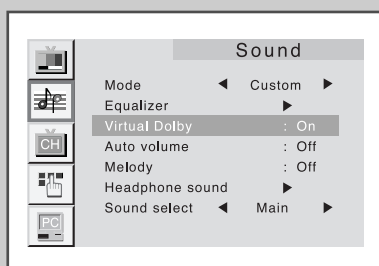 Sound
Mode ◀ Custom ▶
Equalizer ▶
Virtual Dolby : On
Auto volume : Off
Melody : Off
Headphone sound ▶
Sound select ◀ Main ▶
CH
PC